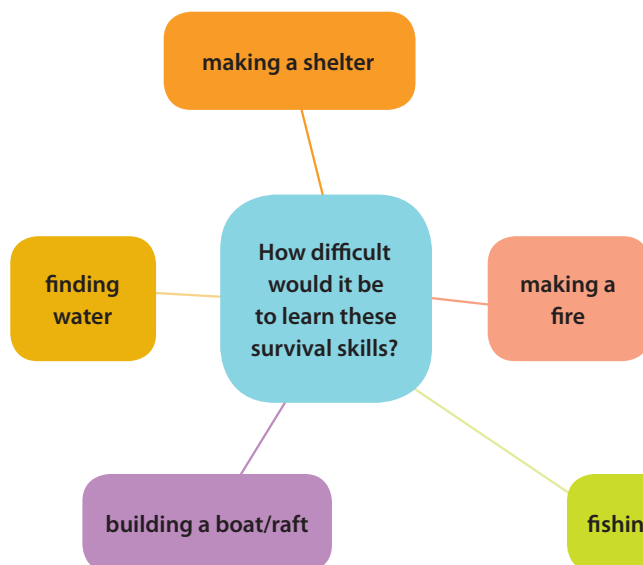 making a shelter
How difficult
would it be
to learn these
survival skills?
finding
water
making a
fire
building a boat/raft